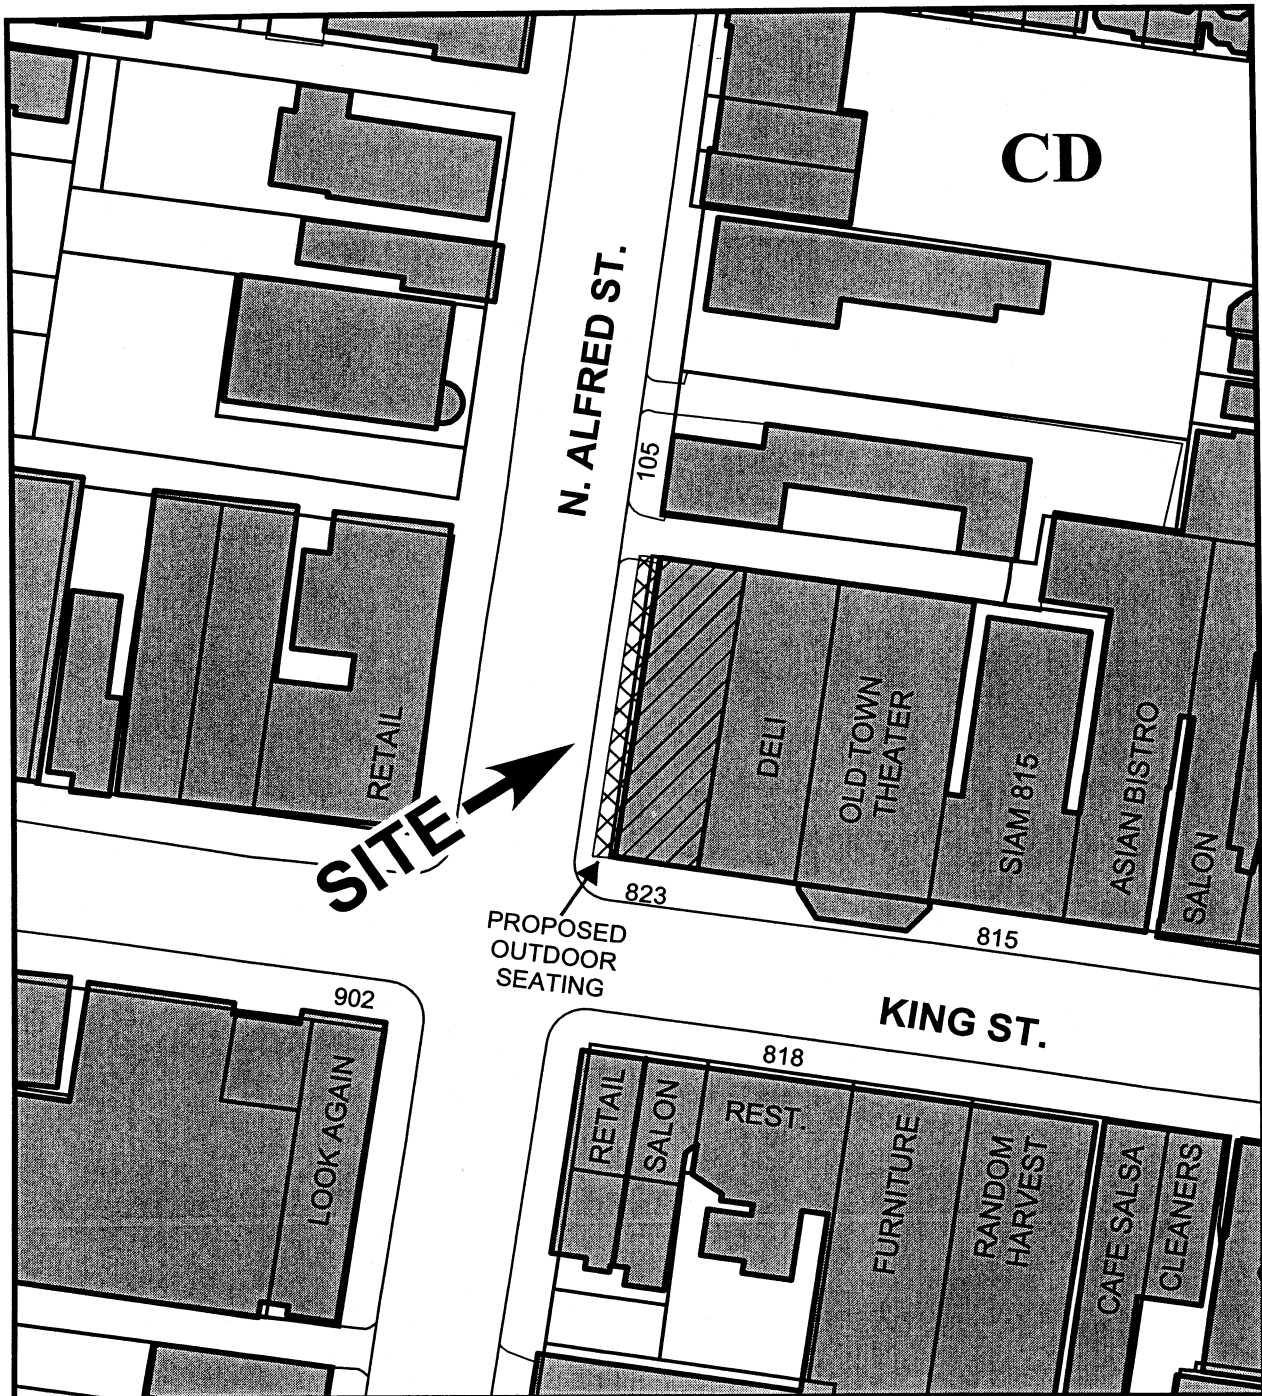 CD
N. ALFRED ST.
105
RETAIL
DELI
OLD TOWN
THEATER
SIAM 815
ASIAN BISTRO
SALON
SITE
823
815
PROPOSED
OUTDOOR
SEATING
902
KING ST.
818
LOOK AGAIN
RETAIL
SALON
REST.
FURNITURE
RANDOM
HARVEST
CAFE SALSA
CLEANERS